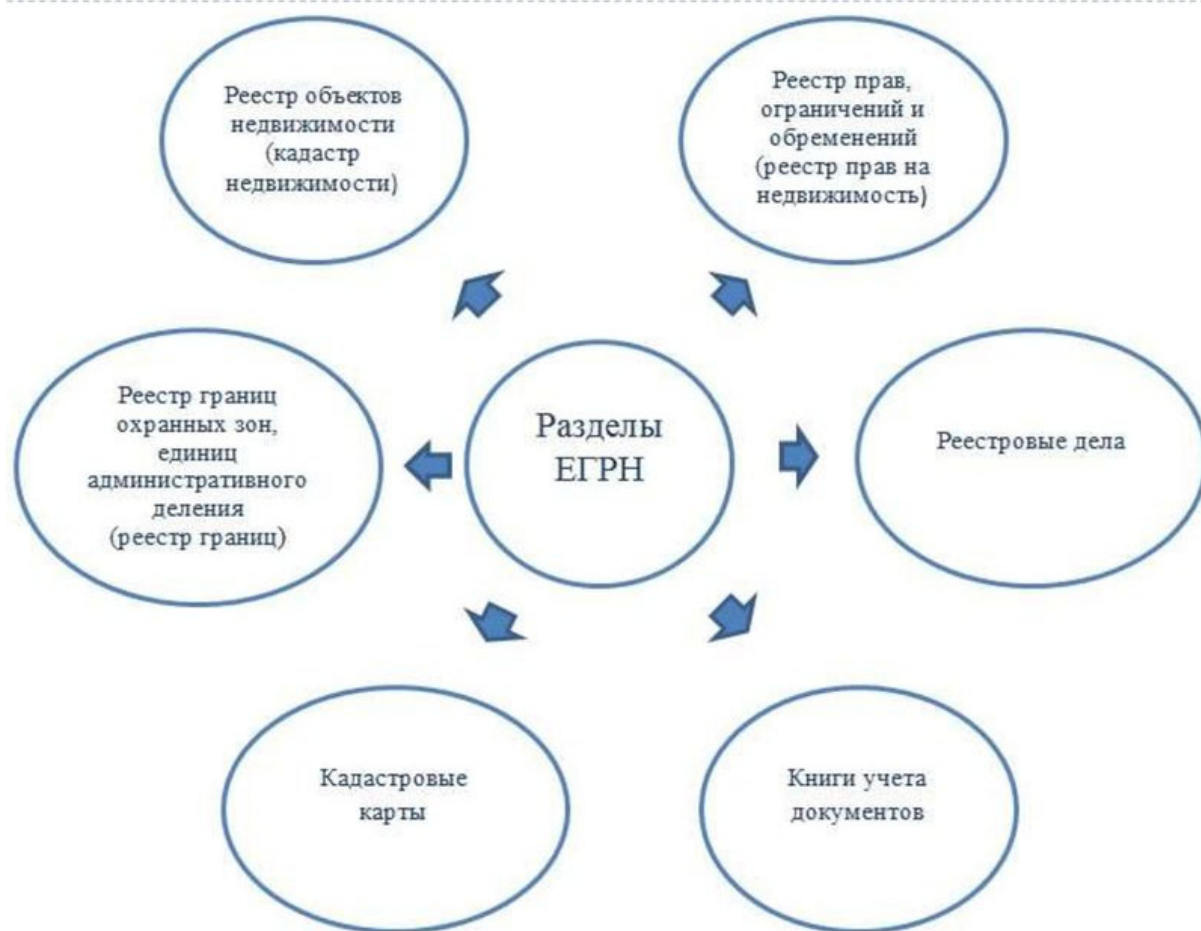 Реестр объектов
недвижимости
(кадастр
недвижимости)
Реестр прав,
ограничений и
обременений
(реестр прав на
недвижимость)
Реестр границ
охранных зон,
единиц
административного
деления
(реестр границ)
Разделы
ЕГРН
Реестровые дела
Кадастровые
карты
Книги учета
документов